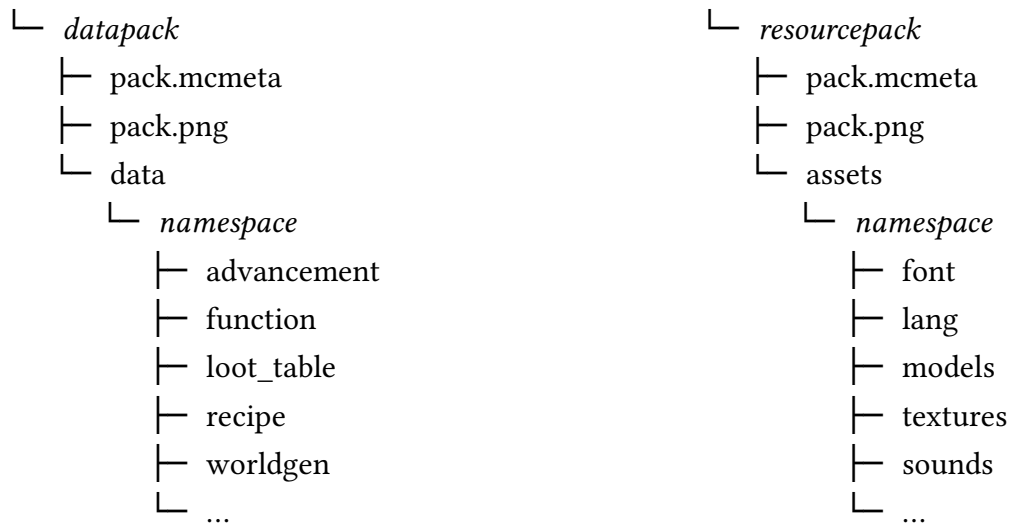 datapack
pack.mcmeta
pack.png
data
namespace
advancement
function
loot_table
recipe
worldgen
...
resourcepack
pack.mcmeta
pack.png
assets
namespace
font
lang
models
textures
sounds
...